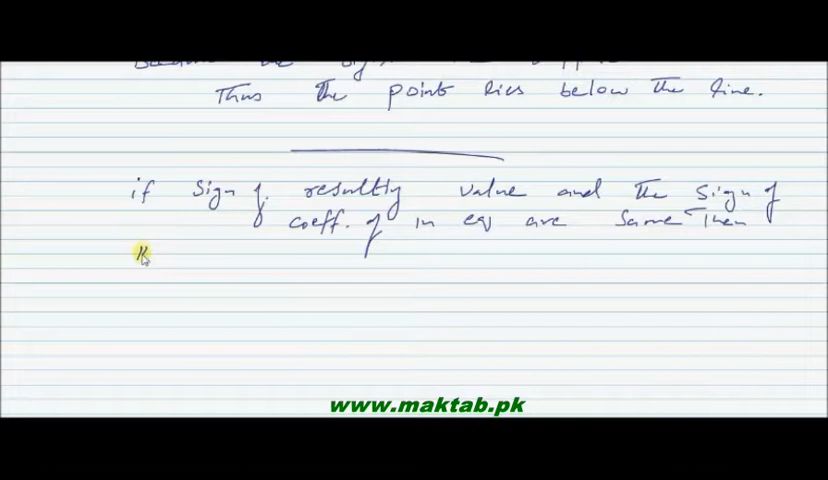 Thus the point lies below the line.
if sign of resulting value and the sign of
coeff. of in eq are same then
www.maktab.pk